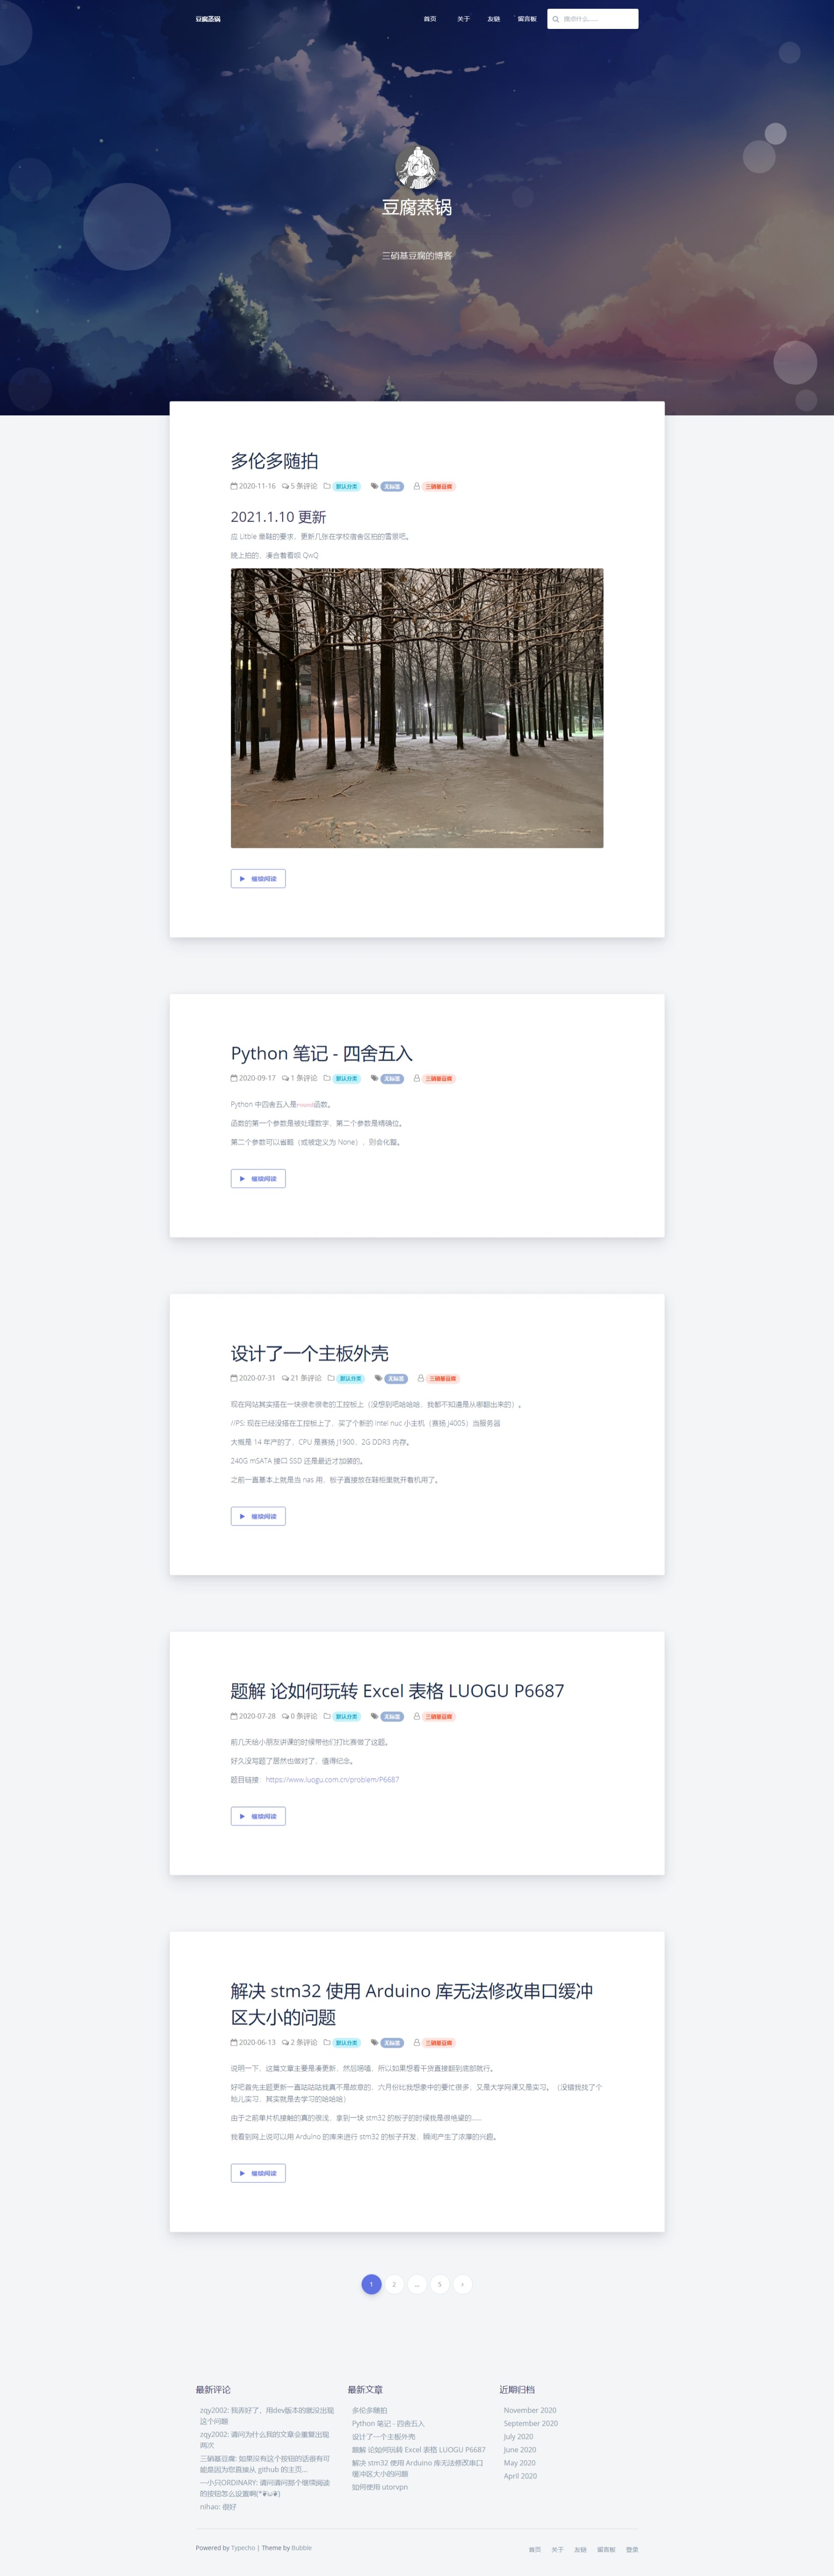 豆腐蒸锅
首页 关于 友链 留言板 搜点什么......
豆腐蒸锅
三硝基豆腐的博客
多伦多随拍
2020-11-16 5 条评论 默认分类 无标签 三硝基豆腐
2021.1.10 更新
应 Little 单鞋的要求，更新几张在学校宿舍区拍的雪景吧。
晚上拍的，凑合着看呗 QwQ
继续阅读
Python 笔记 - 四舍五入
2020-09-17 1 条评论 默认分类 无标签 三硝基豆腐
Python 中四舍五入是round函数。
函数的第一个参数是被处理数字，第二个参数是精确位。
第二个参数可以省略（或被定义为 None），则会化整。
继续阅读
设计了一个主板外壳
2020-07-31 21 条评论 默认分类 无标签 三硝基豆腐
现在网站其实搭在一块很老很老的工控板上（没想到吧哈哈哈，我都不知道是从哪翻出来的）。
//PS: 现在已经没搭在工控板上了，买了个新的 Intel nuc 小主机（赛扬 J4005）当服务器
大概是 14 年产的了，CPU 是赛扬 J1900，2G DDR3 内存。
240G mSATA 接口 SSD 还是最近才加装的。
之前一直基本上就是当 nas 用，板子直接放在鞋柜里就开着机用了。
继续阅读
题解 论如何玩转 Excel 表格 LUOGU P6687
2020-07-28 0 条评论 默认分类 无标签 三硝基豆腐
前几天给小朋友讲课的时候带他们打比赛做了这题。
好久没写题了居然也做对了，值得纪念。
题目链接：https://www.luogu.com.cn/problem/P6687
继续阅读
解决 stm32 使用 Arduino 库无法修改串口缓冲
区大小的问题
2020-06-13 2 条评论 默认分类 无标签 三硝基豆腐
说明一下，这篇文章主要是凑更新，然后唠嗑，所以如果想看干货直接翻到底部就行。
好吧首先主题更新一直咕咕咕我真不是故意的，六月份比我想象中的要忙很多，又是大学网课又是实习。（没错我找了个
幼儿实习，其实就是去学习的哈哈哈）
由于之前单片机接触的真的很浅，拿到一块 stm32 的板子的时候我是很绝望的......
我看到网上说可以用 Arduino 的库来进行 stm32 的板子开发，瞬间产生了浓厚的兴趣。
继续阅读
1 2 ... 5 ›
最新评论
zqy2002: 我弄好了，用dev版本的就没出现
这个问题
zqy2002: 请问为什么我的文章会重复出现
两次
三硝基豆腐: 如果没有这个按钮的话很有可
能是因为您直接从 github 的主页...
一小只ORDINARY: 请问请问那个继续阅读
的按钮怎么设置啊(*❦ω❦)
nihao: 很好
最新文章
多伦多随拍
Python 笔记 - 四舍五入
设计了一个主板外壳
题解 论如何玩转 Excel 表格 LUOGU P6687
解决 stm32 使用 Arduino 库无法修改串口
缓冲区大小的问题
如何使用 utorvpn
近期归档
November 2020
September 2020
July 2020
June 2020
May 2020
April 2020
Powered by Typecho | Theme by Bubble
首页 关于 友链 留言板 登录